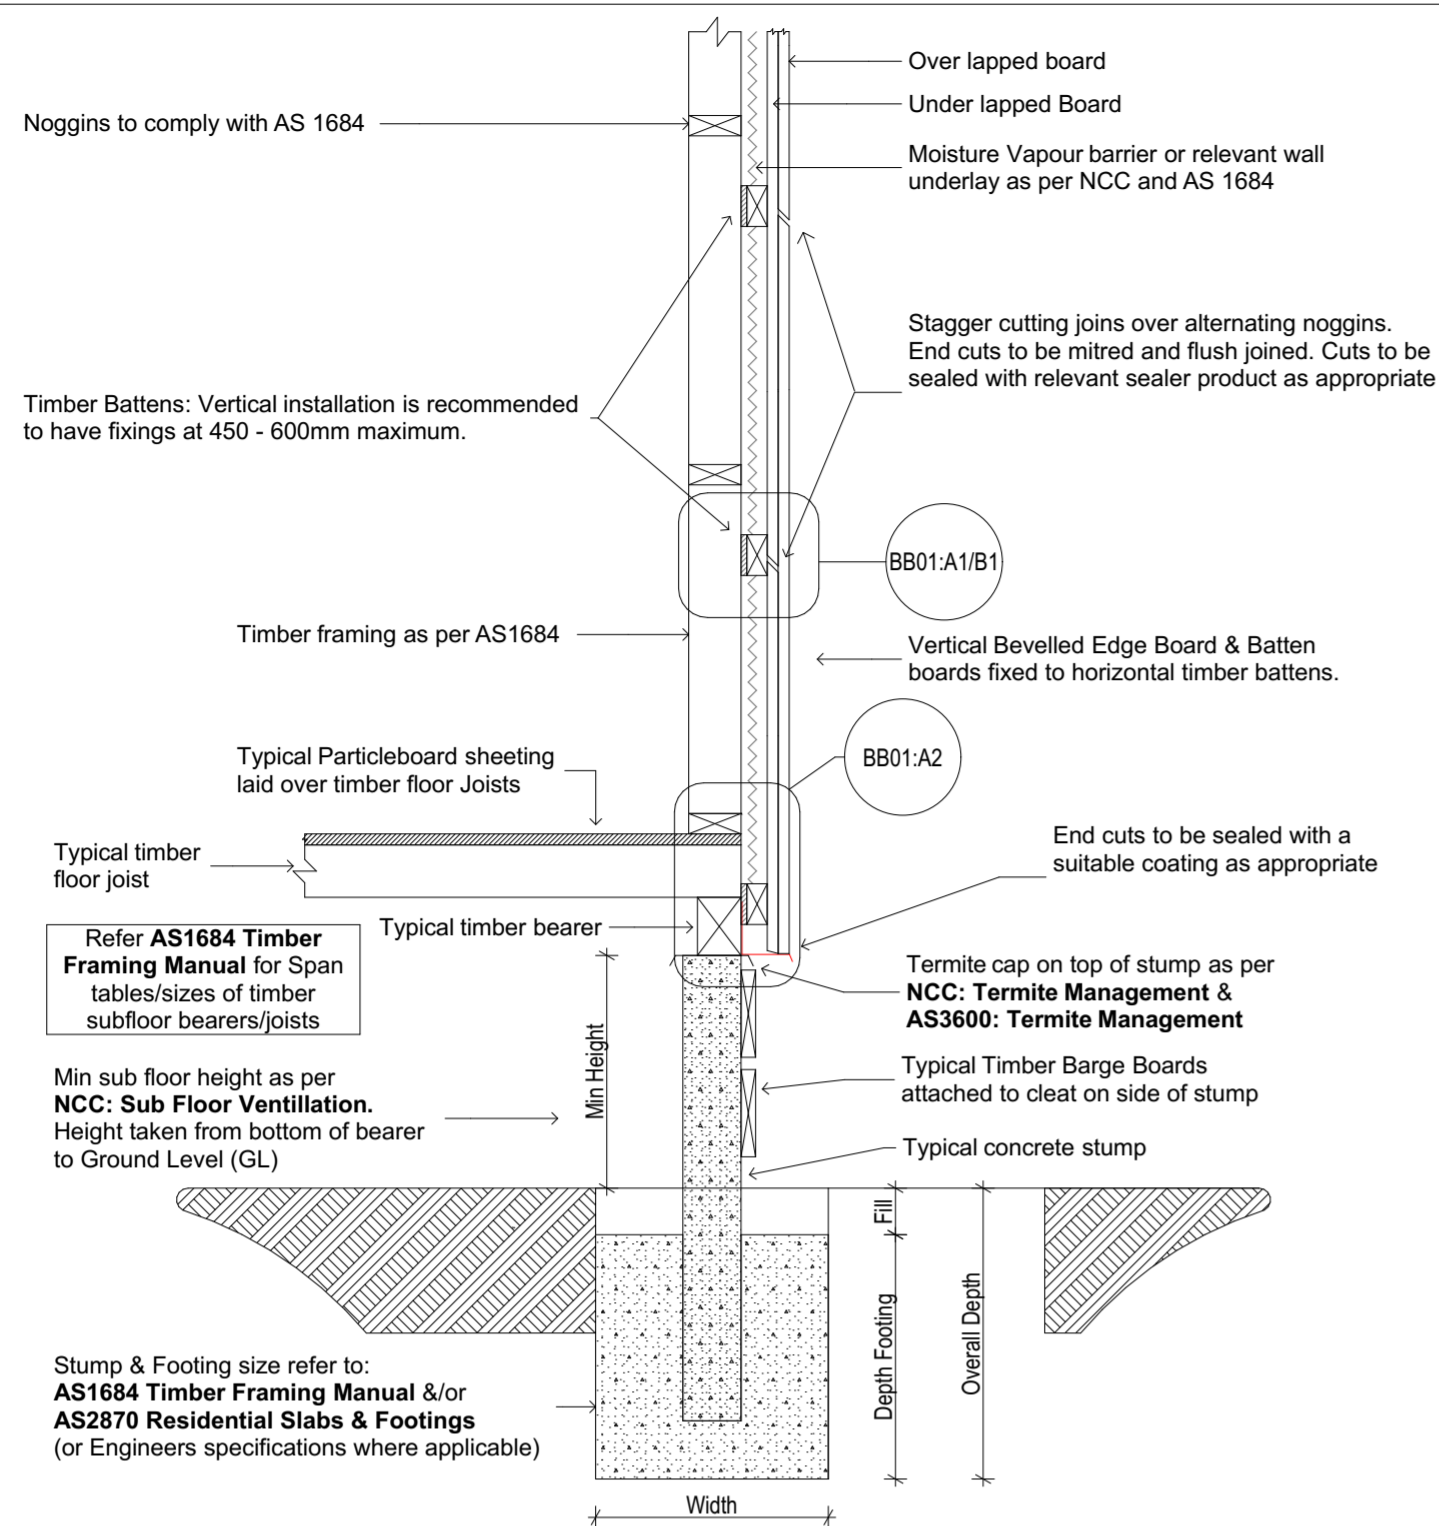 Over lapped board
Under lapped Board
Noggins to comply with AS 1684
Moisture Vapour barrier or relevant wall
underlay as per NCC and AS 1684
Stagger cutting joins over alternating noggins.
End cuts to be mitred and flush joined. Cuts to be
sealed with relevant sealer product as appropriate
Timber Battens: Vertical installation is recommended
to have fixings at 450 - 600mm maximum.
BB01:A1/B1
Timber framing as per AS1684
Vertical Bevelled Edge Board & Batten
boards fixed to horizontal timber battens.
BB01:A2
Typical Particleboard sheeting
laid over timber floor Joists
End cuts to be sealed with a
suitable coating as appropriate
Typical timber
floor joist
Typical timber bearer
Refer AS1684 Timber
Framing Manual for Span
tables/sizes of timber
subfloor bearers/joists
Termite cap on top of stump as per
NCC: Termite Management &
AS3600: Termite Management
Min Height
Typical Timber Barge Boards
attached to cleat on side of stump
Min sub floor height as per
NCC: Sub Floor Ventillation.
Height taken from bottom of bearer
to Ground Level (GL)
Typical concrete stump
Fill
Depth Footing
Overall Depth
Stump & Footing size refer to:
AS1684 Timber Framing Manual &/or
AS2870 Residential Slabs & Footings
(or Engineers specifications where applicable)
Width